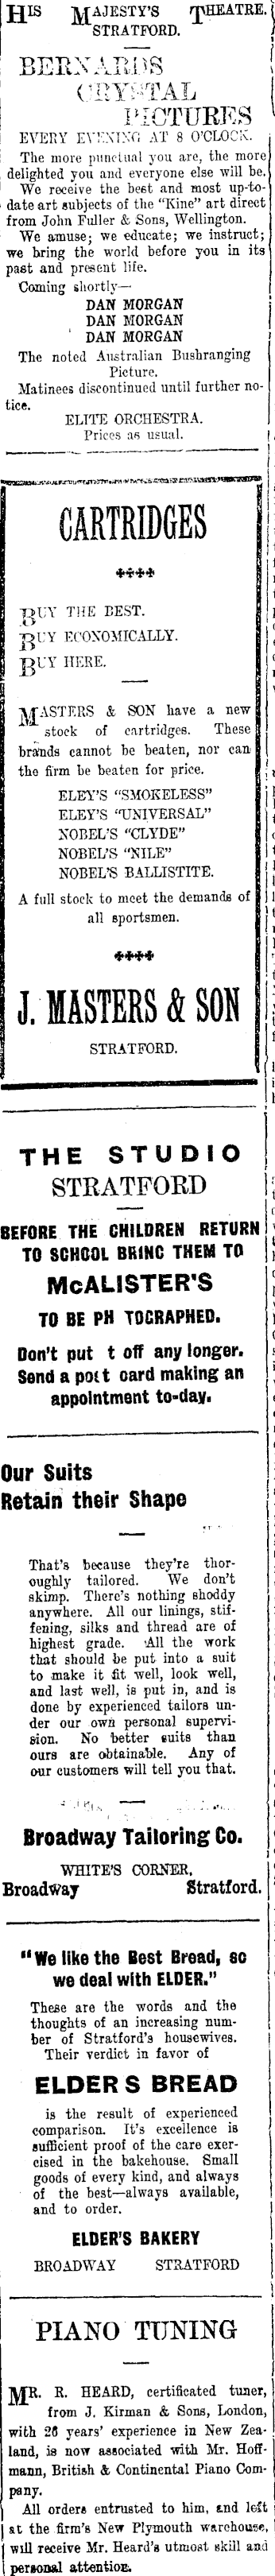 HIS MAJESTY'S THEATRE.
STRATFORD.
BERNARDS
CRYSTAL
PICTURES
EVERY EVENING AT 8 O'CLOCK.
The more punctual you are, the more
delighted you and everyone else will be.
We receive the best and most up-to-
date art subjects of the "Kine" art direct
from John Fuller & Sons, Wellington.
We amuse; we educate; we instruct;
we bring the world before you in its
past and present life.
Coming shortly—
DAN MORGAN
DAN MORGAN
DAN MORGAN
The noted Australian Bushranging
Picture.
Matinees discontinued until further no-
tice.
ELITE ORCHESTRA.
Prices as usual.
CARTRIDGES
BUY THE BEST.
BUY ECONOMICALLY.
BUY HERE.
MASTERS & SON have a new
stock of cartridges. These
brands cannot be beaten, nor can
the firm be beaten for price.
ELEY'S "SMOKELESS"
ELEY'S "UNIVERSAL"
NOBEL'S "CLYDE"
NOBEL'S "NILE"
NOBEL'S BALLISTITE.
A full stock to meet the demands of
all sportsmen.
J. MASTERS & SON
STRATFORD.
THE STUDIO
STRATFORD
BEFORE THE CHILDREN RETURN
TO SCHOOL BRINC THEM TO
McALISTER'S
TO BE PH TOCRAPHED.
Don't put t off any longer.
Send a post card making an
appointment to-day.
Our Suits
Retain their Shape
That's because they're thor-
oughly tailored. We don't
skimp. There's nothing shoddy
anywhere. All our linings, stif-
fening, silks and thread are of
highest grade. All the work
that should be put into a suit
to make it fit well, look well,
and last well, is put in, and is
done by experienced tailors un-
der our own personal supervi-
sion. No better suits than
ours are obtainable. Any of
our customers will tell you that.
Broadway Tailoring Co.
WHITE'S CORNER,
Broadway Stratford.
"We like the Best Bread, so
we deal with ELDER."
These are the words and the
thoughts of an increasing num-
ber of Stratford's housewives.
Their verdict in favor of
ELDER S BREAD
is the result of experienced
comparison. It's excellence is
sufficient proof of the care exer-
cised in the bakehouse. Small
goods of every kind, and always
of the best—always available,
and to order.
ELDER'S BAKERY
BROADWAY STRATFORD
PIANO TUNING
MR. R. HEARD, certificated tuner,
from J. Kirman & Sons, London,
with 26 years' experience in New Zea-
land, is now associated with Mr. Hoff-
mann, British & Continental Piano Com-
pany.
All orders entrusted to him, and left
at the firm's New Plymouth warehouse,
will receive Mr. Heard's utmost skill and
personal attention.